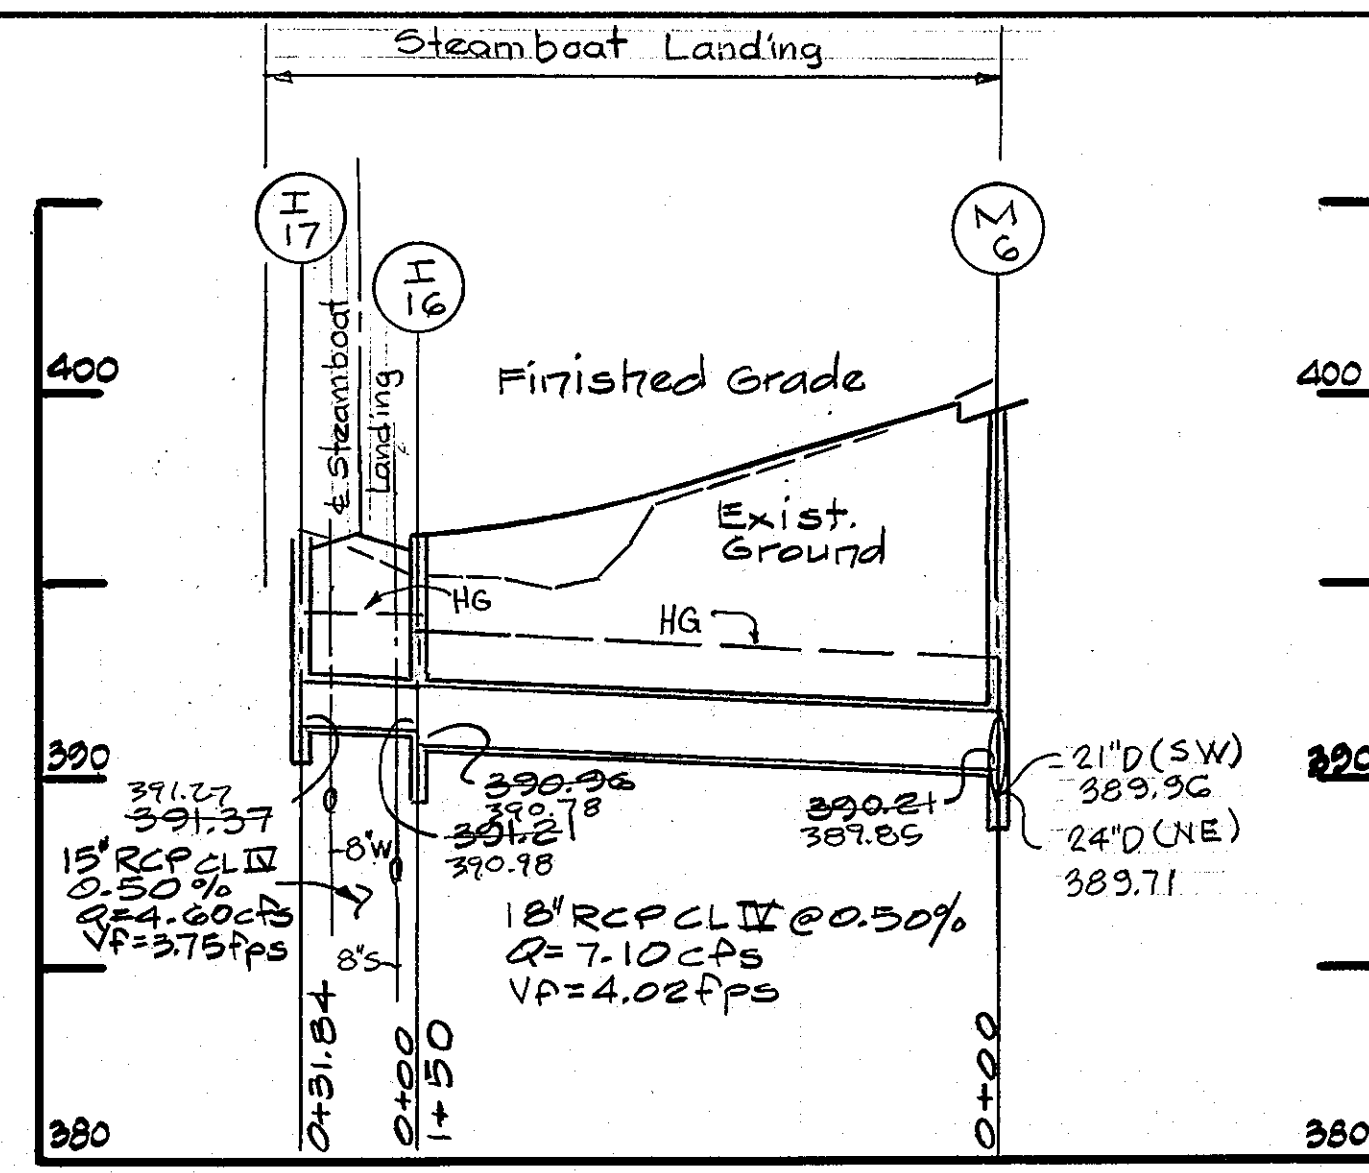 Steamboat Landing
I
17
I
16
M
6
℄ Steamboat
Landing
400
400
Finished Grade
Exist.
Ground
HG
HG
390
390
391.27
391.37
15" RCP CL IV
0.50%
Q=4.60cfs
Vf=3.75fps
8"W
8"S
390.96
390.78
391.21
390.98
18" RCP CL IV @ 0.50%
Q=7.10cfs
Vf=4.02fps
390.21
389.85
21"D (SW)
389.96
24"D (NE)
389.71
0+31.84
0+00
1+50
0+00
380
380